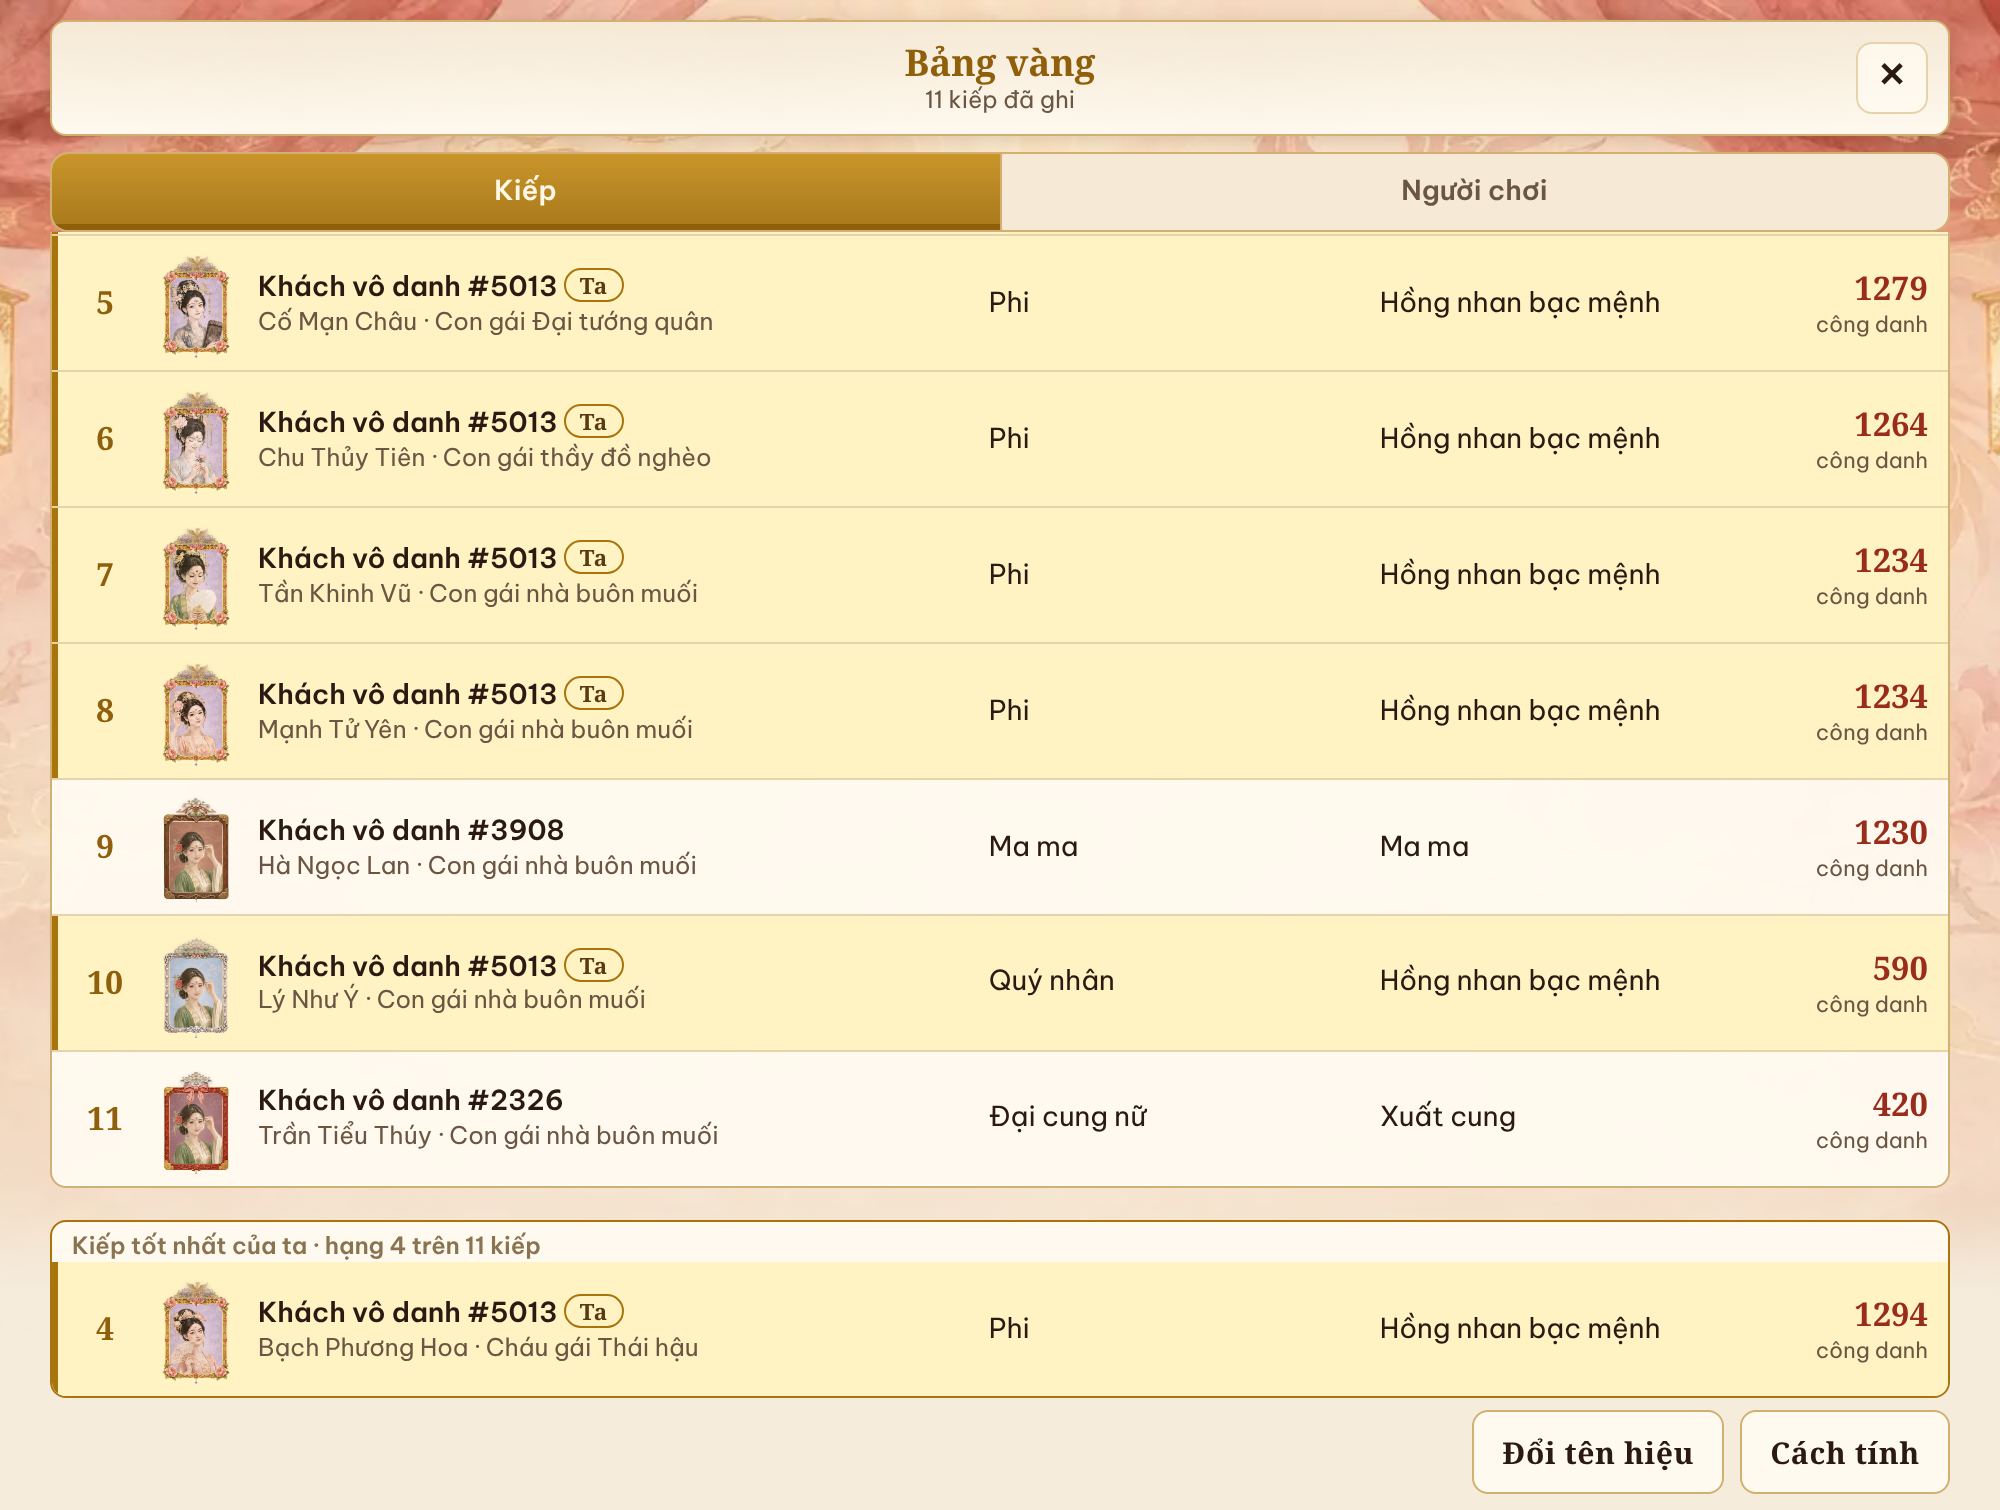 Bảng vàng
11 kiếp đã ghi
✕
Kiếp
Người chơi
5
Khách vô danh #5013 Ta
Cố Mạn Châu · Con gái Đại tướng quân
Phi
Hồng nhan bạc mệnh
1279
công danh
6
Khách vô danh #5013 Ta
Chu Thủy Tiên · Con gái thầy đồ nghèo
Phi
Hồng nhan bạc mệnh
1264
công danh
7
Khách vô danh #5013 Ta
Tần Khinh Vũ · Con gái nhà buôn muối
Phi
Hồng nhan bạc mệnh
1234
công danh
8
Khách vô danh #5013 Ta
Mạnh Tử Yên · Con gái nhà buôn muối
Phi
Hồng nhan bạc mệnh
1234
công danh
9
Khách vô danh #3908
Hà Ngọc Lan · Con gái nhà buôn muối
Ma ma
Ma ma
1230
công danh
10
Khách vô danh #5013 Ta
Lý Như Ý · Con gái nhà buôn muối
Quý nhân
Hồng nhan bạc mệnh
590
công danh
11
Khách vô danh #2326
Trần Tiểu Thúy · Con gái nhà buôn muối
Đại cung nữ
Xuất cung
420
công danh
Kiếp tốt nhất của ta · hạng 4 trên 11 kiếp
4
Khách vô danh #5013 Ta
Bạch Phương Hoa · Cháu gái Thái hậu
Phi
Hồng nhan bạc mệnh
1294
công danh
Đổi tên hiệu
Cách tính